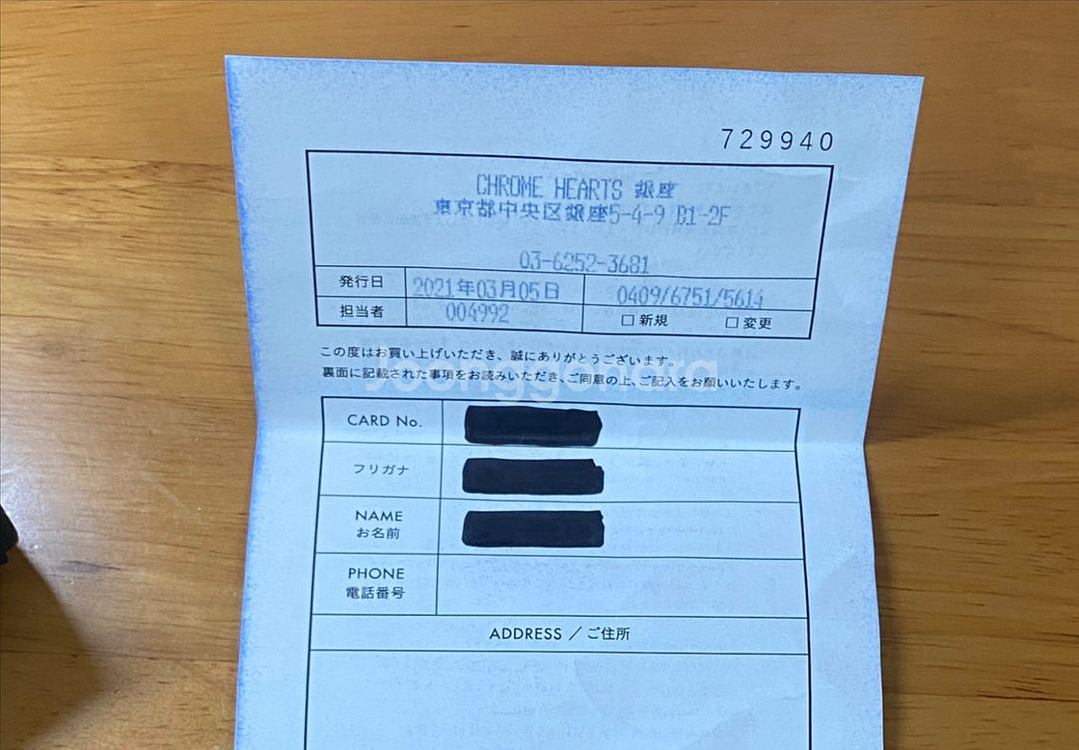 729940
CHROME HEARTS 銀座
東京都中央区銀座5-4-9 B1-2F
03-6252-3681
発行日 2021年03月05日 0409/6751/5614
担当者 004992 □ 新規 □ 変更
この度はお買い上げいただき、誠にありがとうございます。
裏面に記載された事項をお読みいただき、ご同意の上、ご記入をお願いいたします。
Joonggonara
CARD No.
フリガナ
NAME
お名前
PHONE
電話番号
ADDRESS / ご住所